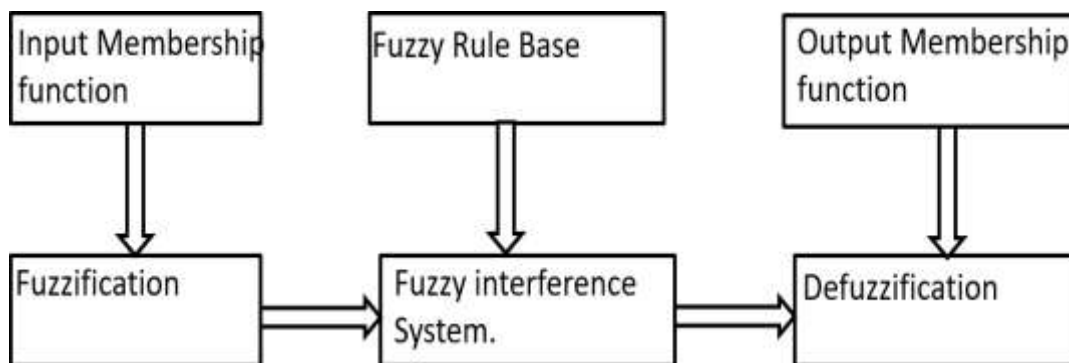 Input Membership
function
Fuzzy Rule Base
Output Membership
function
Fuzzification
Fuzzy interference
System.
Defuzzification